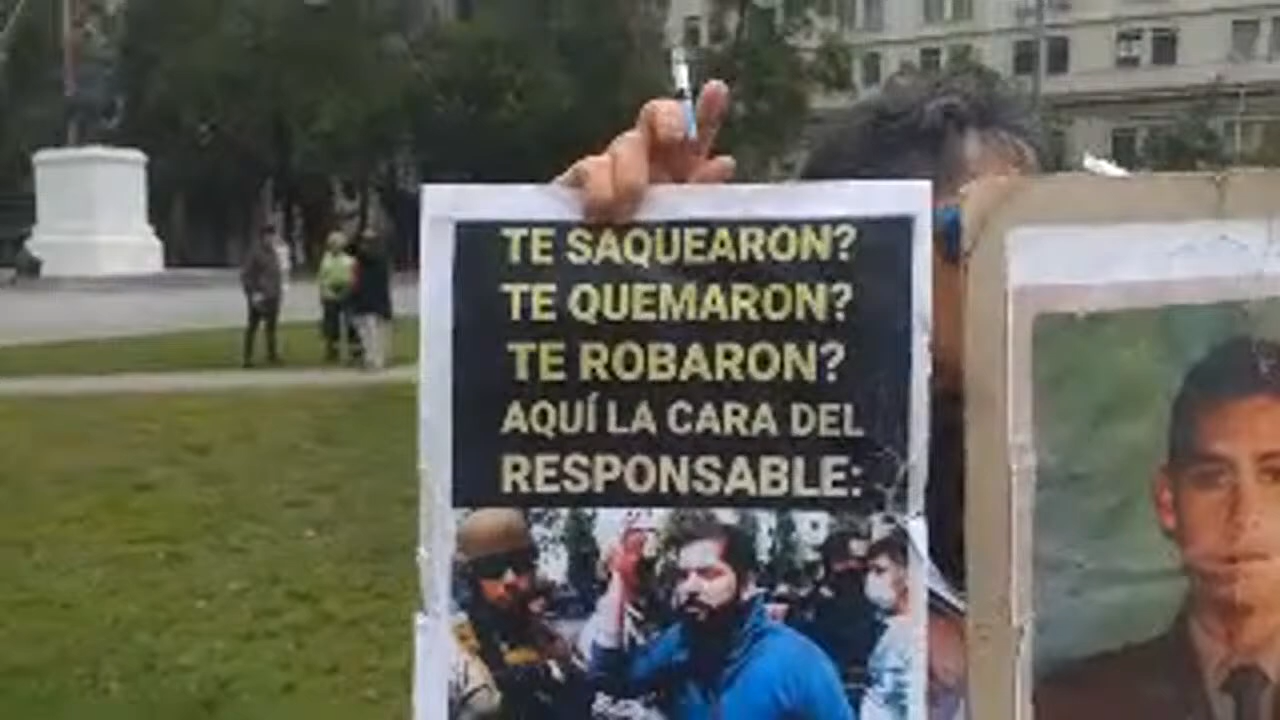 TE SAQUEARON?
TE QUEMARON?
TE ROBARON?
AQUÍ LA CARA DEL
RESPONSABLE: